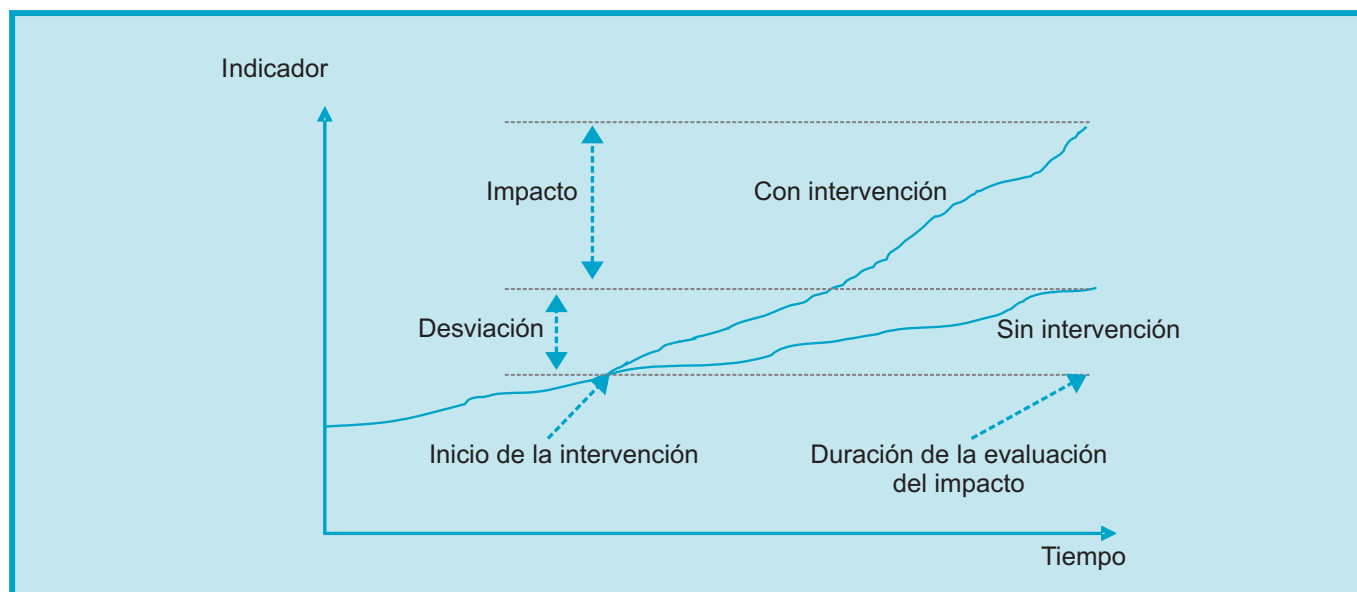 Indicador
Impacto
Con intervención
Desviación
Sin intervención
Inicio de la intervención
Duración de la evaluación
del impacto
Tiempo